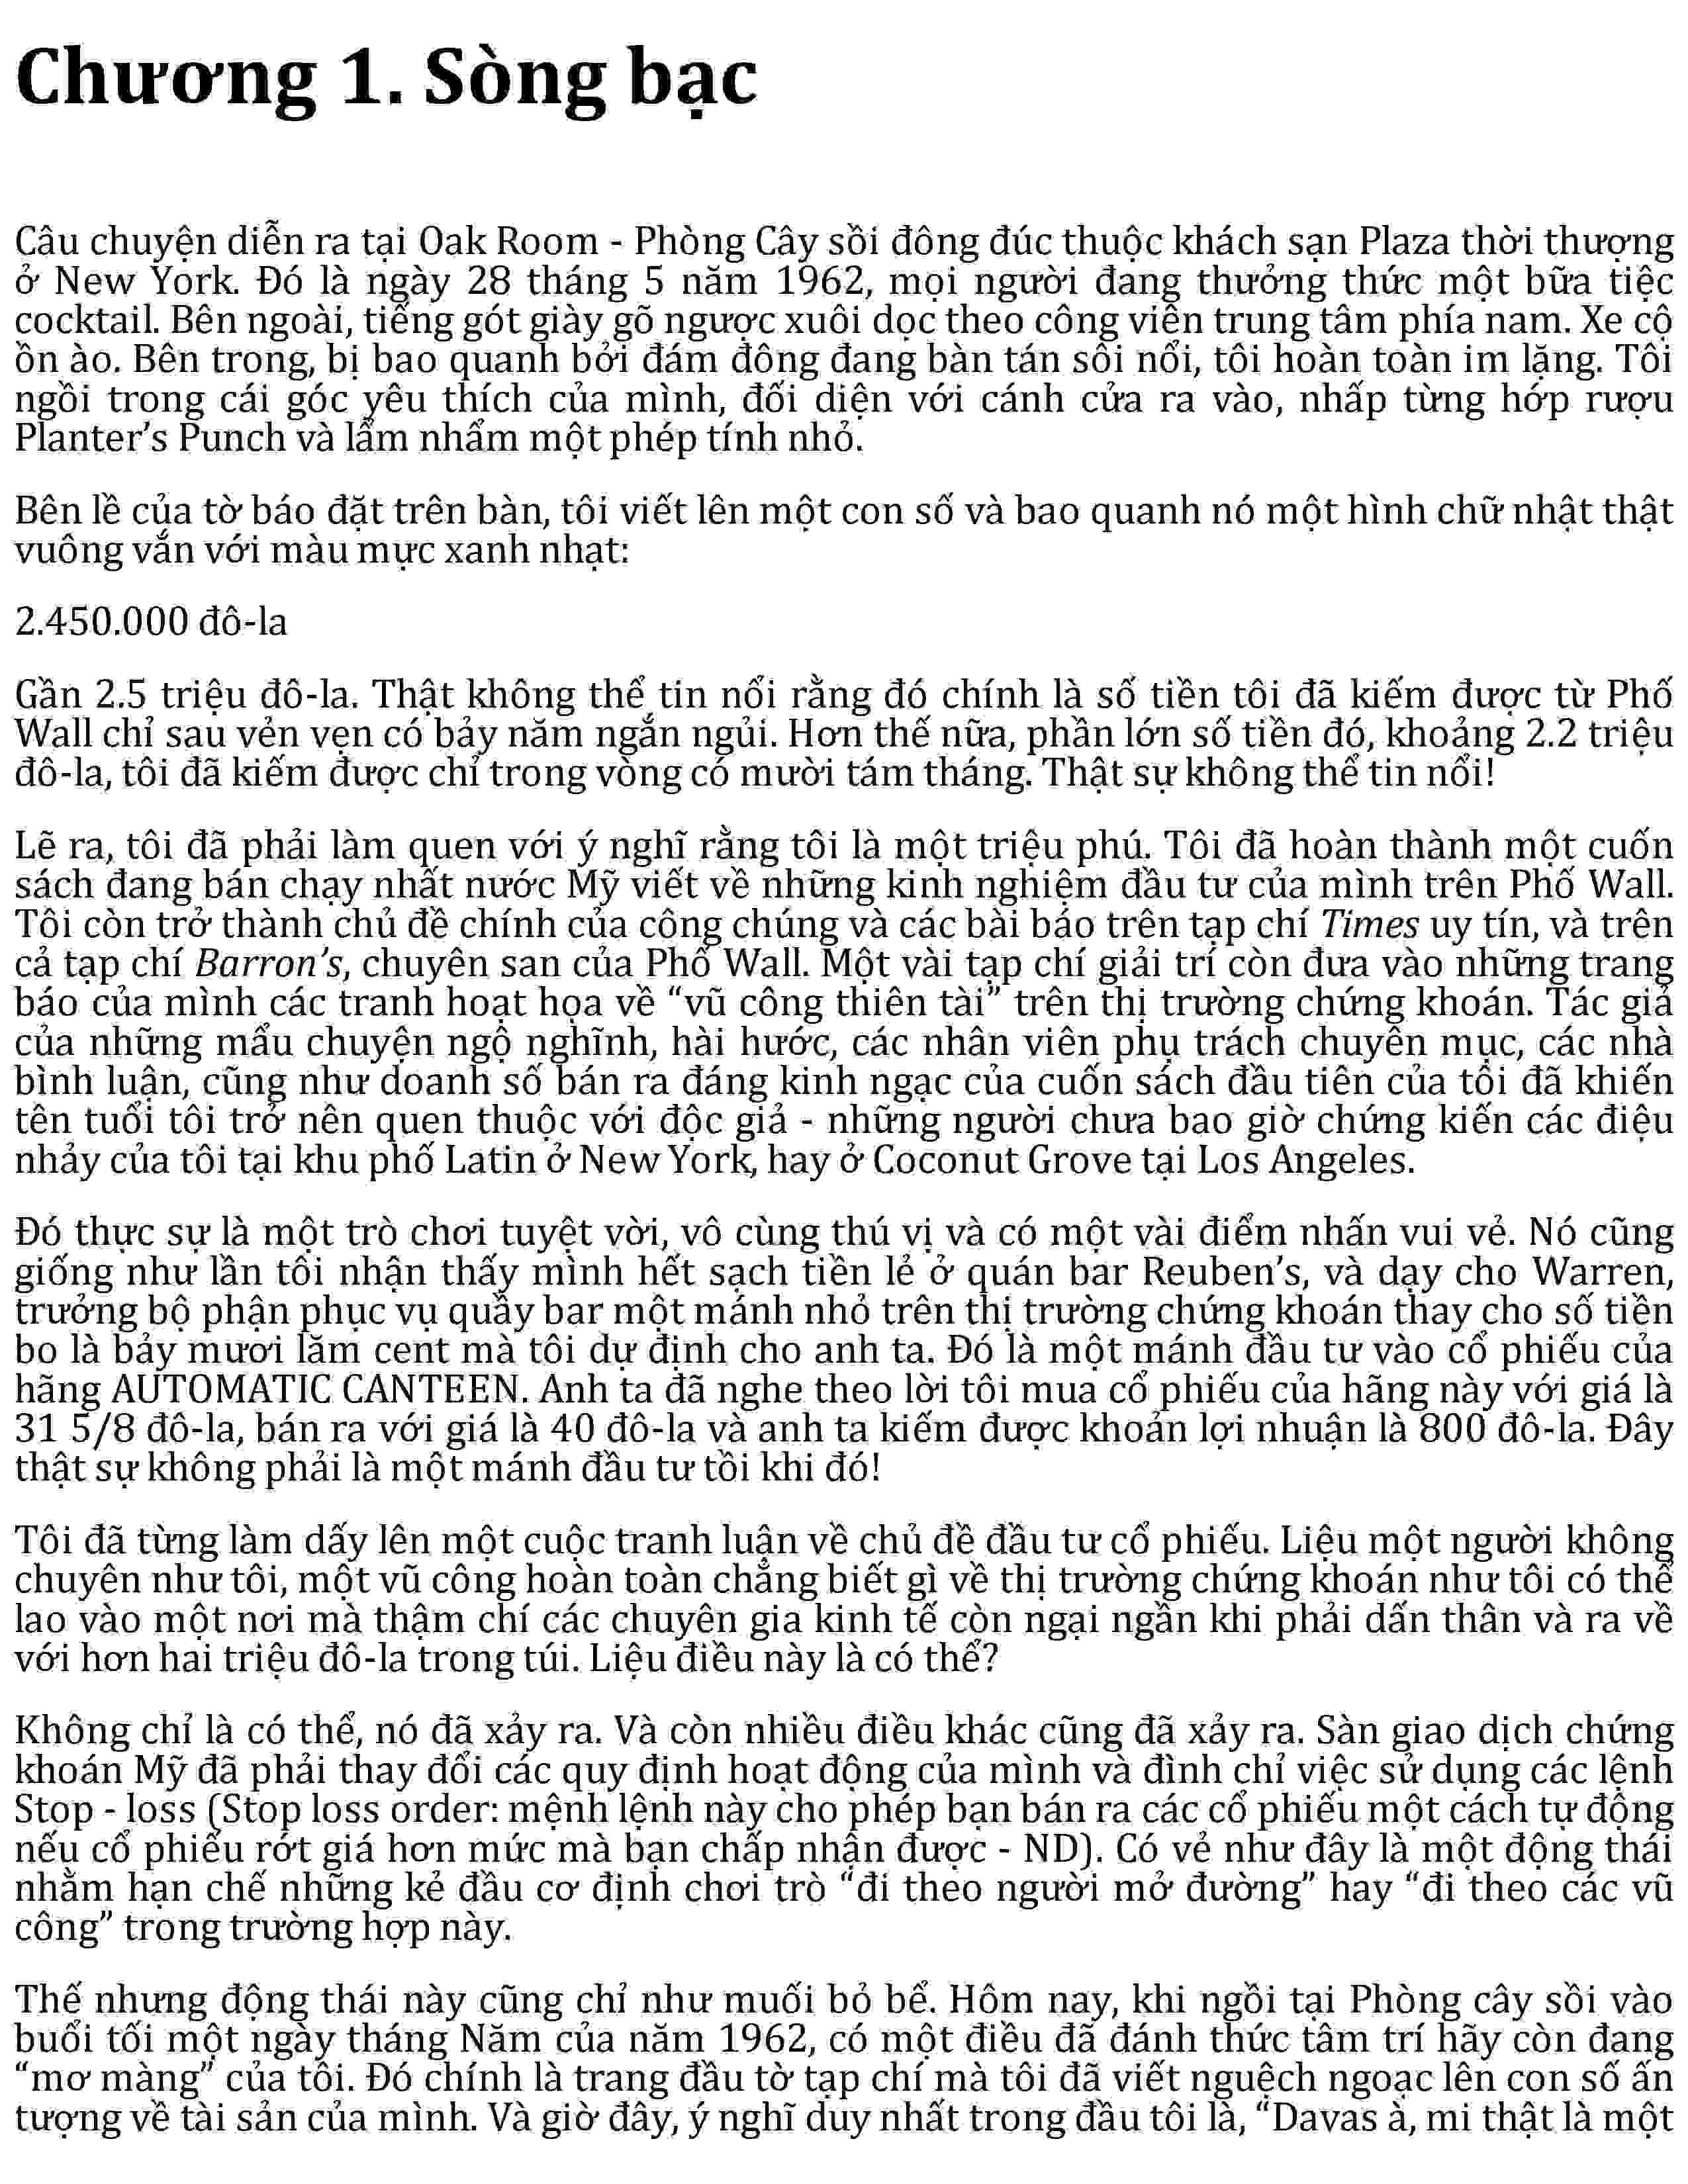 Chương 1. Sòng bạc
Câu chuyện diễn ra tại Oak Room - Phòng Cây sồi đông đúc thuộc khách sạn Plaza thời thượng
ở New York. Đó là ngày 28 tháng 5 năm 1962, mọi người đang thưởng thức một bữa tiệc
cocktail. Bên ngoài, tiếng gót giày gõ ngược xuôi dọc theo công viên trung tâm phía nam. Xe cộ
ồn ào. Bên trong, bị bao quanh bởi đám đông đang bàn tán sôi nổi, tôi hoàn toàn im lặng. Tôi
ngồi trong cái góc yêu thích của mình, đối diện với cánh cửa ra vào, nhấp từng hớp rượu
Planter’s Punch và lẩm nhẩm một phép tính nhỏ.
Bên lề của tờ báo đặt trên bàn, tôi viết lên một con số và bao quanh nó một hình chữ nhật thật
vuông vắn với màu mực xanh nhạt:
2.450.000 đô-la
Gần 2.5 triệu đô-la. Thật không thể tin nổi rằng đó chính là số tiền tôi đã kiếm được từ Phố
Wall chỉ sau vẻn vẹn có bảy năm ngắn ngủi. Hơn thế nữa, phần lớn số tiền đó, khoảng 2.2 triệu
đô-la, tôi đã kiếm được chỉ trong vòng có mười tám tháng. Thật sự không thể tin nổi!
Lẽ ra, tôi đã phải làm quen với ý nghĩ rằng tôi là một triệu phú. Tôi đã hoàn thành một cuốn
sách đang bán chạy nhất nước Mỹ viết về những kinh nghiệm đầu tư của mình trên Phố Wall.
Tôi còn trở thành chủ đề chính của công chúng và các bài báo trên tạp chí Times uy tín, và trên
cả tạp chí Barron’s, chuyên san của Phố Wall. Một vài tạp chí giải trí còn đưa vào những trang
báo của mình các tranh hoạt họa về “vũ công thiên tài” trên thị trường chứng khoán. Tác giả
của những mẩu chuyện ngộ nghĩnh, hài hước, các nhân viên phụ trách chuyên mục, các nhà
bình luận, cũng như doanh số bán ra đáng kinh ngạc của cuốn sách đầu tiên của tôi đã khiến
tên tuổi tôi trở nên quen thuộc với độc giả - những người chưa bao giờ chứng kiến các điệu
nhảy của tôi tại khu phố Latin ở New York, hay ở Coconut Grove tại Los Angeles.
Đó thực sự là một trò chơi tuyệt vời, vô cùng thú vị và có một vài điểm nhấn vui vẻ. Nó cũng
giống như lần tôi nhận thấy mình hết sạch tiền lẻ ở quán bar Reuben’s, và dạy cho Warren,
trưởng bộ phận phục vụ quầy bar một mánh nhỏ trên thị trường chứng khoán thay cho số tiền
bo là bảy mươi lăm cent mà tôi dự định cho anh ta. Đó là một mánh đầu tư vào cổ phiếu của
hãng AUTOMATIC CANTEEN. Anh ta đã nghe theo lời tôi mua cổ phiếu của hãng này với giá là
31 5/8 đô-la, bán ra với giá là 40 đô-la và anh ta kiếm được khoản lợi nhuận là 800 đô-la. Đây
thật sự không phải là một mánh đầu tư tồi khi đó!
Tôi đã từng làm dấy lên một cuộc tranh luận về chủ đề đầu tư cổ phiếu. Liệu một người không
chuyên như tôi, một vũ công hoàn toàn chẳng biết gì về thị trường chứng khoán như tôi có thể
lao vào một nơi mà thậm chí các chuyên gia kinh tế còn ngại ngần khi phải dấn thân và ra về
với hơn hai triệu đô-la trong túi. Liệu điều này là có thể?
Không chỉ là có thể, nó đã xảy ra. Và còn nhiều điều khác cũng đã xảy ra. Sàn giao dịch chứng
khoán Mỹ đã phải thay đổi các quy định hoạt động của mình và đình chỉ việc sử dụng các lệnh
Stop - loss (Stop loss order: mệnh lệnh này cho phép bạn bán ra các cổ phiếu một cách tự động
nếu cổ phiếu rớt giá hơn mức mà bạn chấp nhận được - ND). Có vẻ như đây là một động thái
nhằm hạn chế những kẻ đầu cơ định chơi trò “đi theo người mở đường” hay “đi theo các vũ
công” trong trường hợp này.
Thế nhưng động thái này cũng chỉ như muối bỏ bể. Hôm nay, khi ngồi tại Phòng cây sồi vào
buổi tối một ngày tháng Năm của năm 1962, có một điều đã đánh thức tâm trí hãy còn đang
“mơ màng” của tôi. Đó chính là trang đầu tờ tạp chí mà tôi đã viết nguệch ngoạc lên con số ấn
tượng về tài sản của mình. Và giờ đây, ý nghĩ duy nhất trong đầu tôi là, “Davas à, mi thật là một